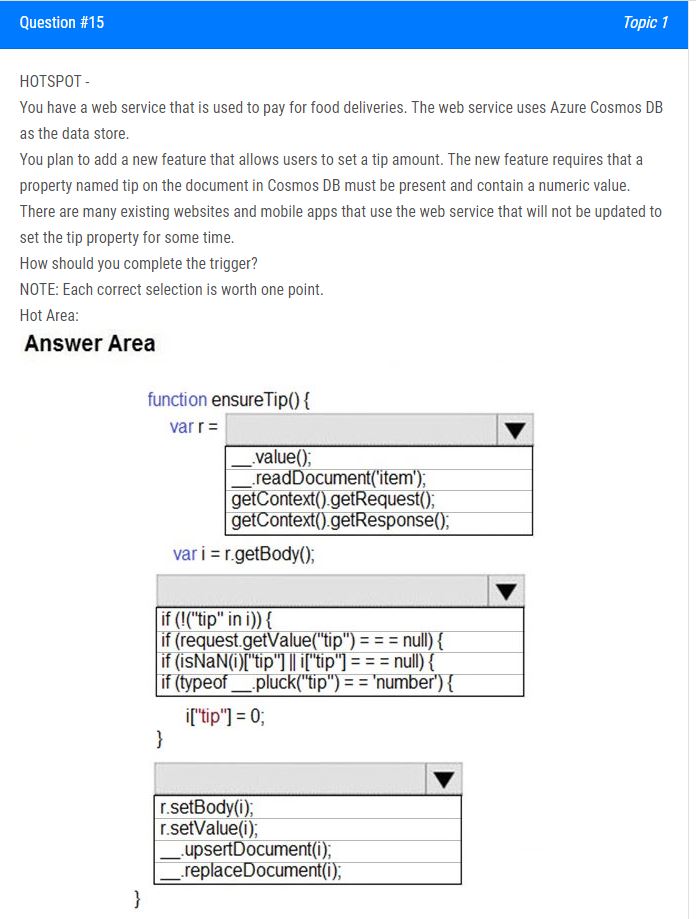 Question #15
Topic 1
HOTSPOT -
You have a web service that is used to pay for food deliveries. The web service uses Azure Cosmos DB
as the data store.
You plan to add a new feature that allows users to set a tip amount. The new feature requires that a
property named tip on the document in Cosmos DB must be present and contain a numeric value.
There are many existing websites and mobile apps that use the web service that will not be updated to
set the tip property for some time.
How should you complete the trigger?
NOTE: Each correct selection is worth one point.
Hot Area:
Answer Area
function ensureTip() {
var r =
__.value();
__.readDocument('item');
getContext().getRequest();
getContext().getResponse();
var i = r.getBody();
if (!("tip" in i)) {
if (request.getValue("tip") = = = null) {
if (isNaN(i)["tip"] || i["tip"] = = = null) {
if (typeof __.pluck("tip") = = 'number') {
i["tip"] = 0;
}
r.setBody(i);
r.setValue(i);
__.upsertDocument(i);
__.replaceDocument(i);
}